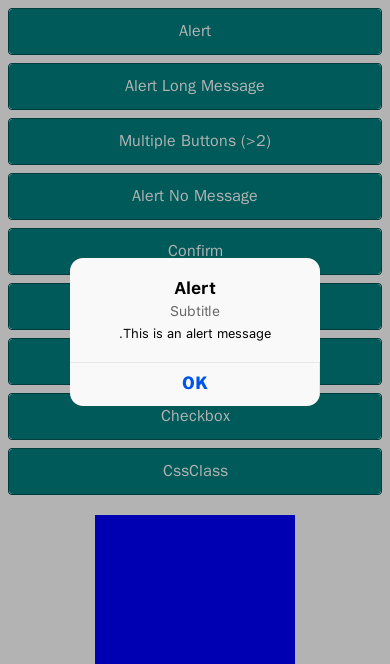 Alert
Alert Long Message
Multiple Buttons (>2)
Alert No Message
Confirm
Alert
Subtitle
.This is an alert message
OK
Checkbox
CssClass